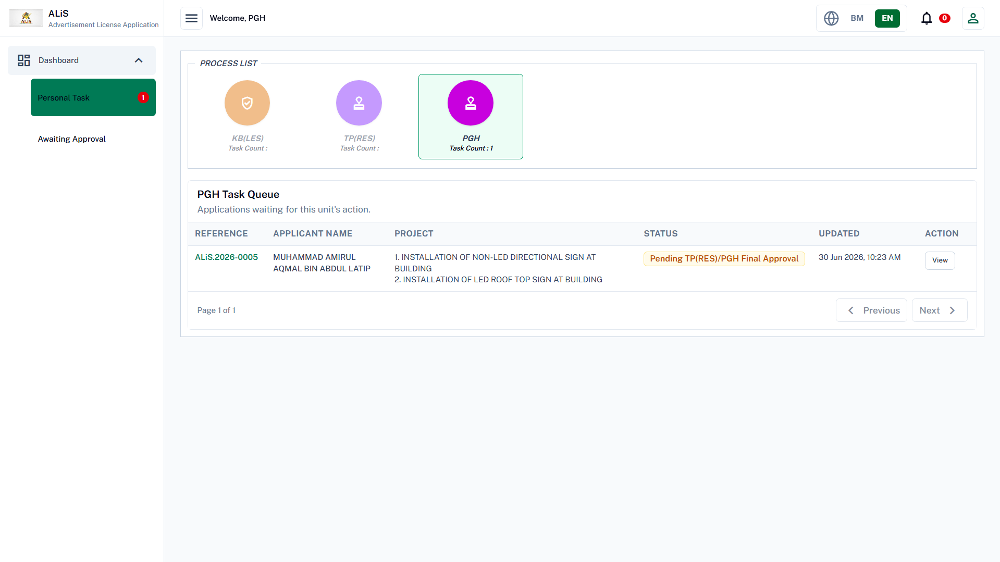 ALiS
ALiS
Advertisement License Application
Welcome, PGH
BM
EN
0
Dashboard
Personal Task
1
Awaiting Approval
PROCESS LIST
KB(LES)
Task Count :
TP(RES)
Task Count :
PGH
Task Count : 1
PGH Task Queue
Applications waiting for this unit's action.
REFERENCE APPLICANT NAME PROJECT STATUS UPDATED ACTION
ALiS.2026-0005
MUHAMMAD AMIRUL
AQMAL BIN ABDUL LATIP
1. INSTALLATION OF NON-LED DIRECTIONAL SIGN AT
BUILDING
2. INSTALLATION OF LED ROOF TOP SIGN AT BUILDING
Pending TP(RES)/PGH Final Approval
30 Jun 2026, 10:23 AM
View
Page 1 of 1
Previous
Next